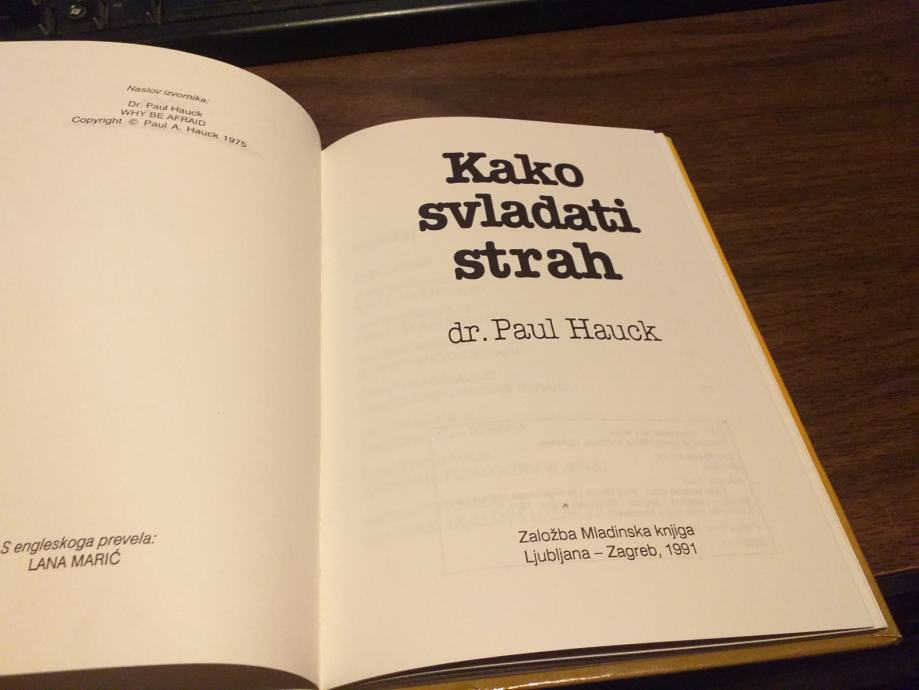 Naslov izvornika:
Dr. Paul Hauck
WHY BE AFRAID
Copyright © Paul A. Hauck 1975
S engleskoga prevela:
LANA MARIĆ
Kako
svladati
strah
dr. Paul Hauck
Založba Mladinska knjiga
Ljubljana – Zagreb, 1991